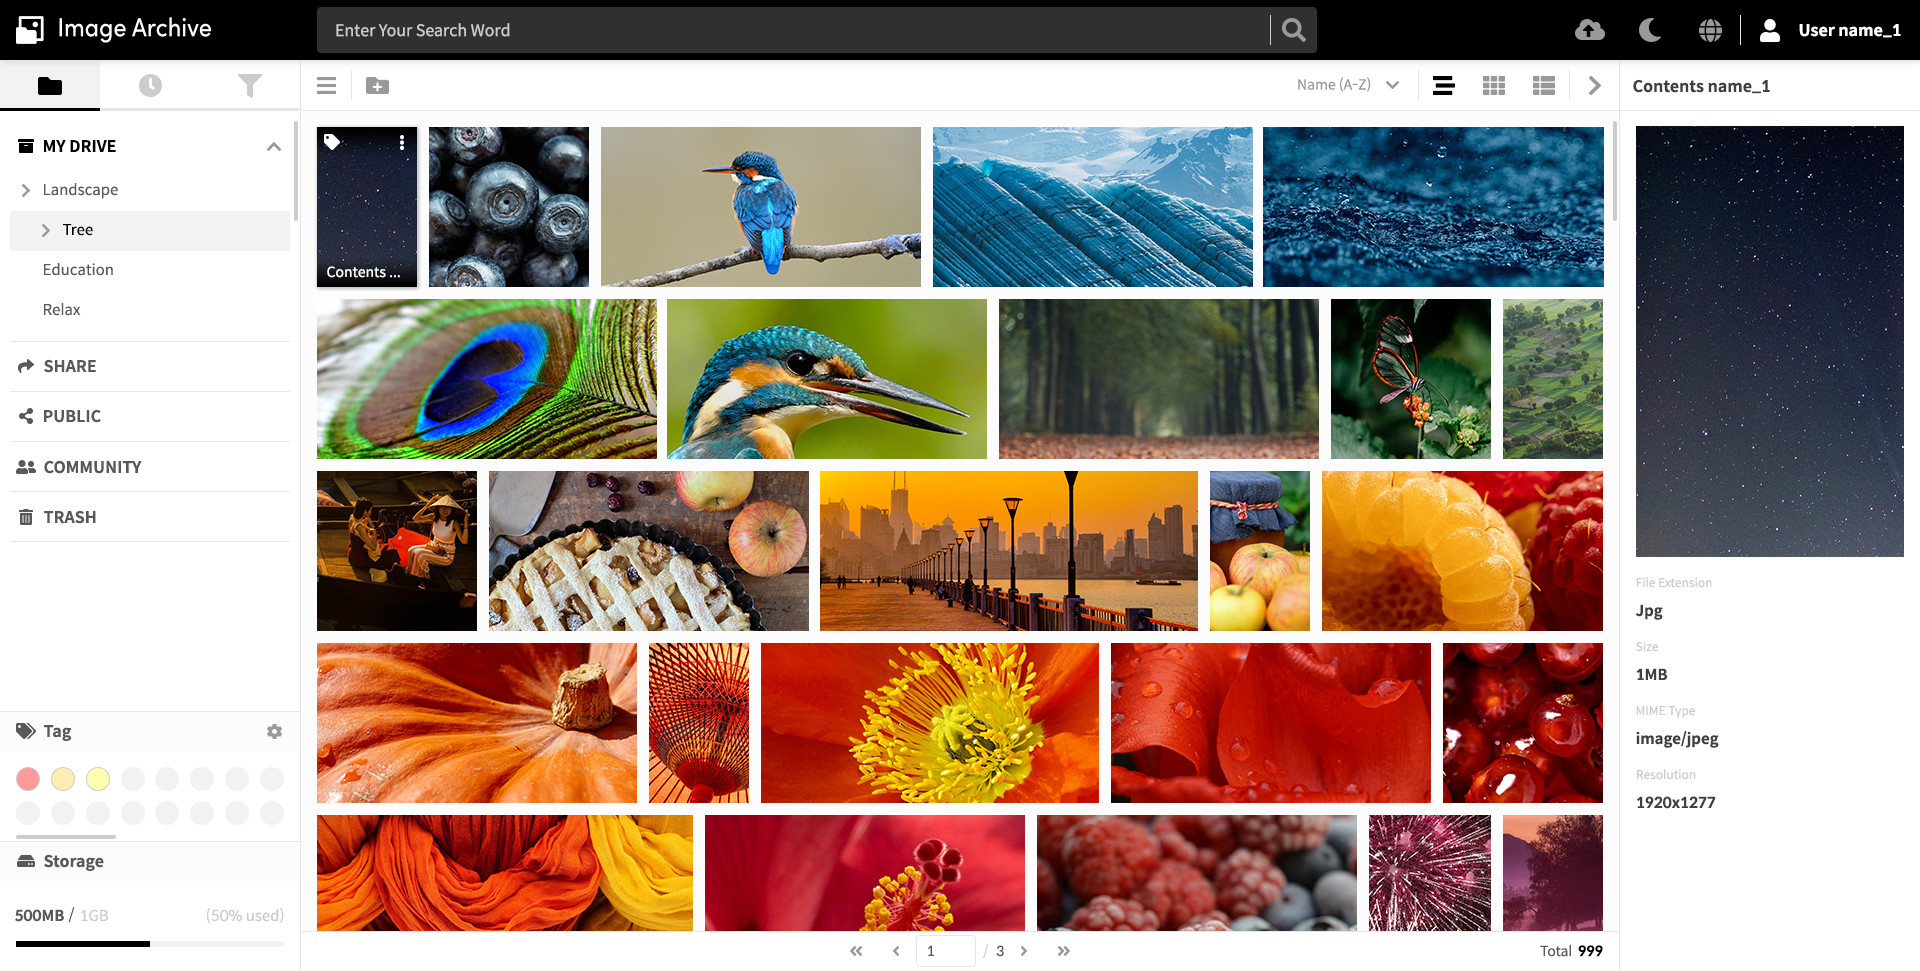 Image Archive
Enter Your Search Word
User name_1
Name (A-Z)
Contents name_1
MY DRIVE
Landscape
Tree
Education
Relax
SHARE
PUBLIC
COMMUNITY
TRASH
Tag
Storage
500MB / 1GB (50% used)
Contents ...
1 / 3
Total 999
File Extension
Jpg
Size
1MB
MIME Type
image/jpeg
Resolution
1920x1277